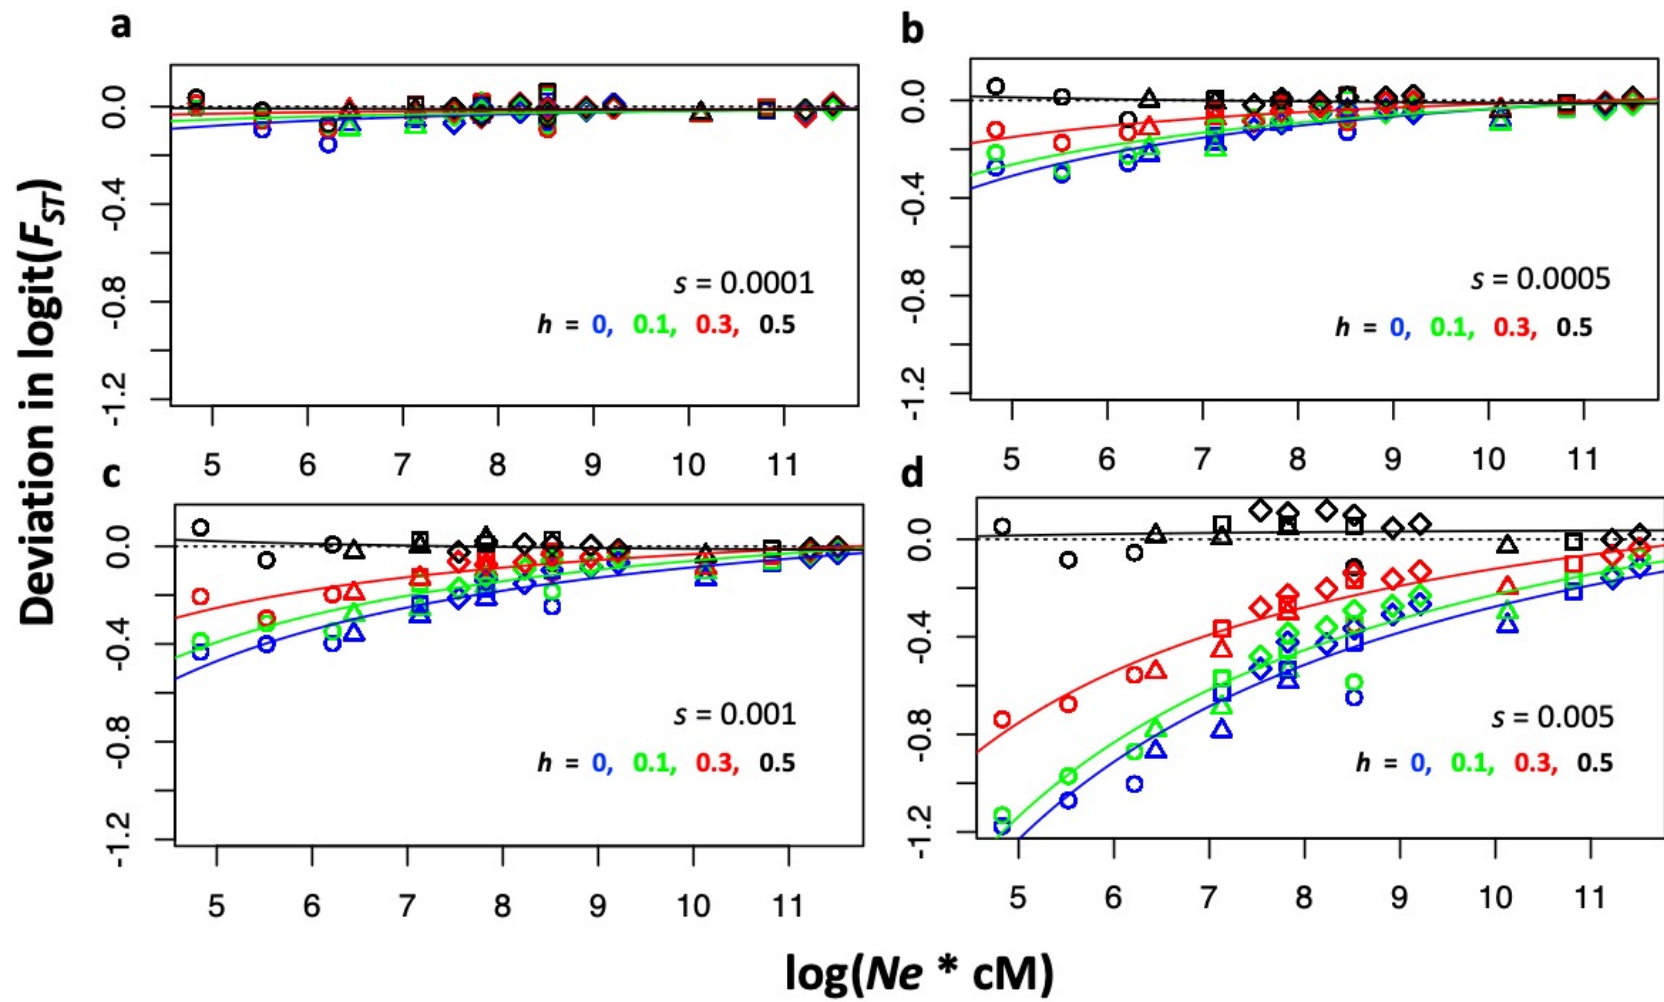 Deviation in logit(F_ST)
a
0.0
-0.4
-0.8
-1.2
s = 0.0001
h = 0, 0.1, 0.3, 0.5
5 6 7 8 9 10 11
b
0.0
-0.4
-0.8
-1.2
s = 0.0005
h = 0, 0.1, 0.3, 0.5
5 6 7 8 9 10 11
c
0.0
-0.4
-0.8
-1.2
s = 0.001
h = 0, 0.1, 0.3, 0.5
5 6 7 8 9 10 11
d
0.0
-0.4
-0.8
-1.2
s = 0.005
h = 0, 0.1, 0.3, 0.5
5 6 7 8 9 10 11
log(Ne * cM)